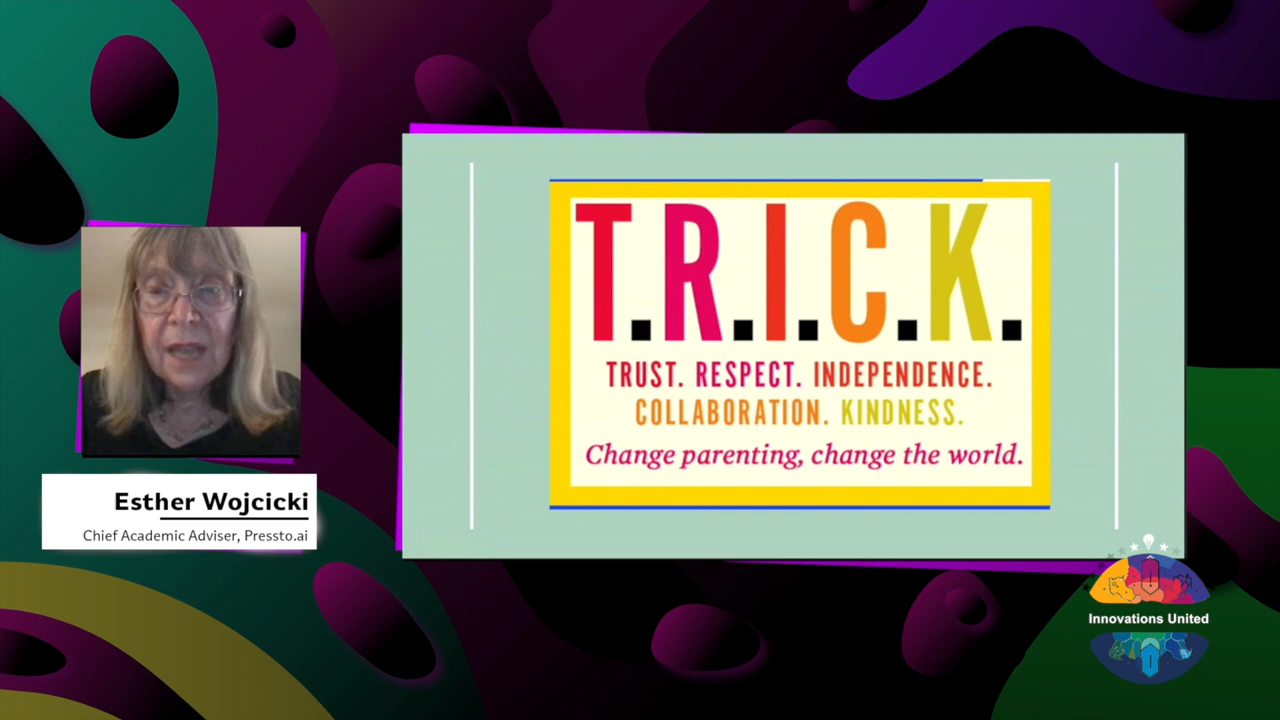 T.R.I.C.K.
TRUST. RESPECT. INDEPENDENCE.
COLLABORATION. KINDNESS.
Change parenting, change the world.
Esther Wojcicki
Chief Academic Adviser, Pressto.ai
Innovations United